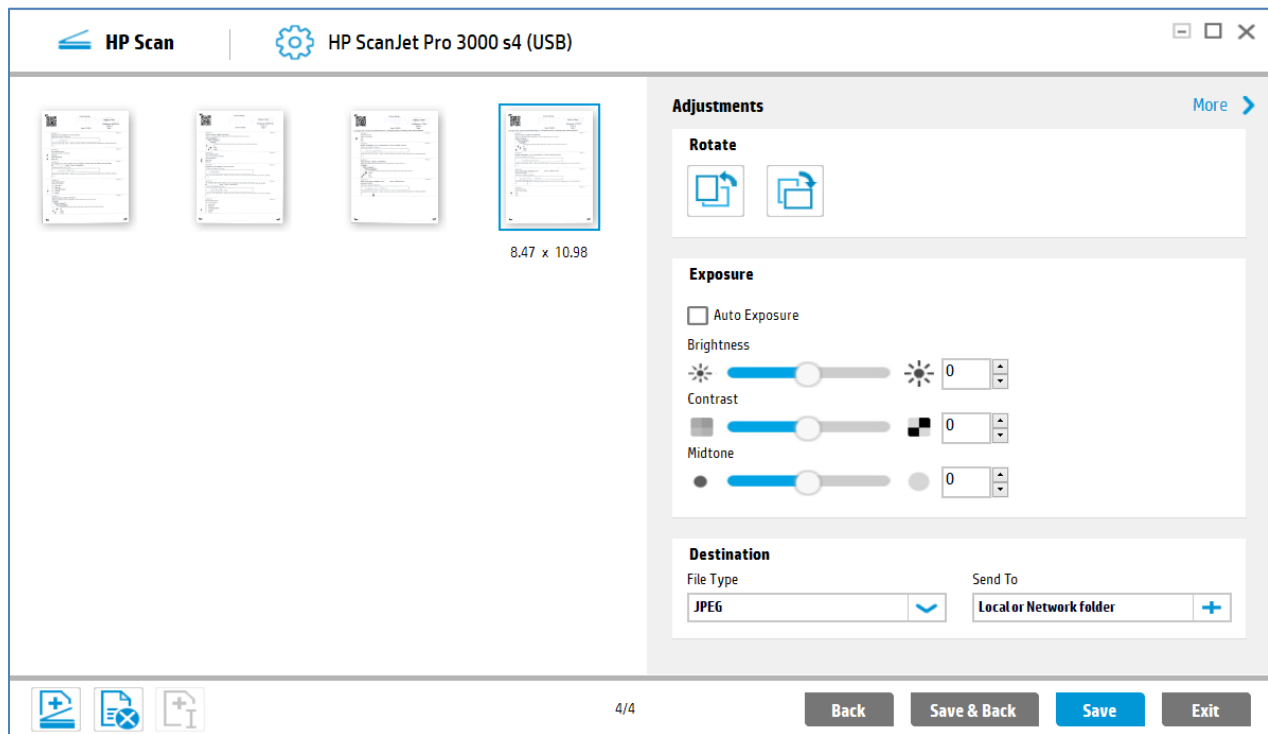 HP Scan
HP ScanJet Pro 3000 s4 (USB)
Adjustments
More
Rotate
8.47 x 10.98
Exposure
Auto Exposure
Brightness
0
Contrast
0
Midtone
0
Destination
File Type
Send To
JPEG
Local or Network folder
4/4
Back
Save & Back
Save
Exit